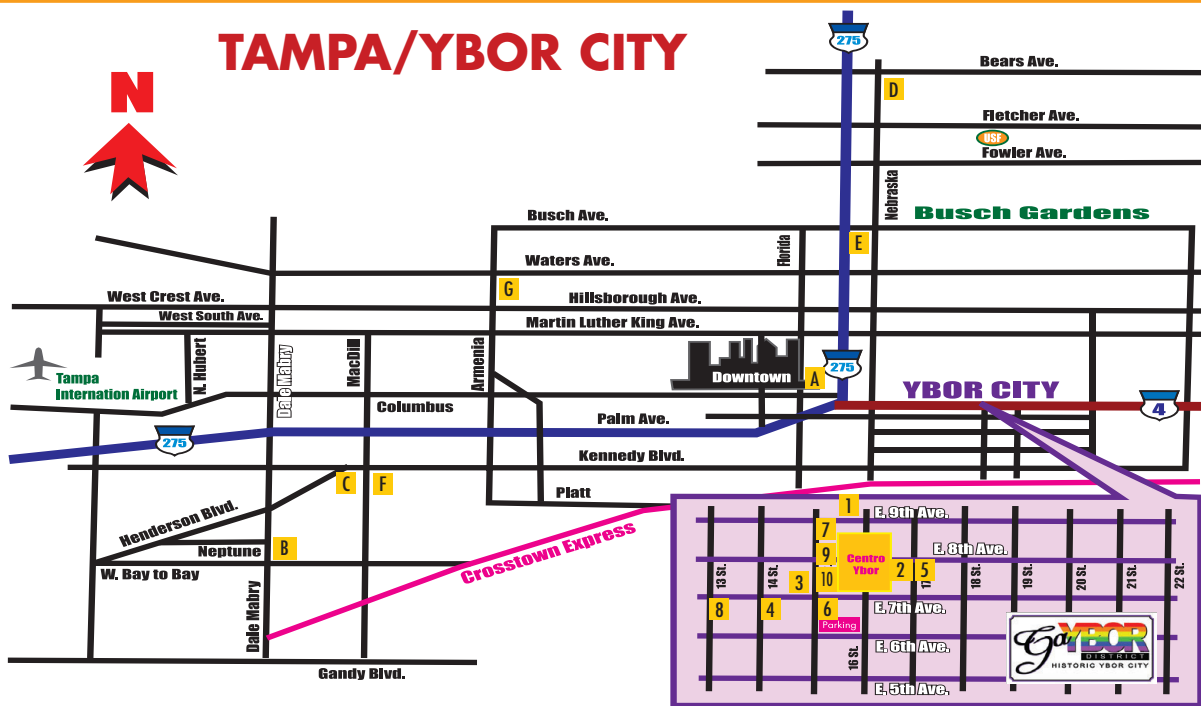 TAMPA/YBOR CITY
N
275
Bears Ave.
D
Fletcher Ave.
USF
Fowler Ave.
Nebraska
Busch Gardens
Busch Ave.
Florida
E
Waters Ave.
G
West Crest Ave.
Hillsborough Ave.
West South Ave.
Martin Luther King Ave.
Tampa
Internation Airport
N. Hubert
Dale Mabry
MacDill
Armenia
Downtown
A
275
YBOR CITY
4
Columbus
Palm Ave.
275
Kennedy Blvd.
C
F
Platt
Henderson Blvd.
Neptune
B
W. Bay to Bay
Crosstown Express
Dale Mabry
Gandy Blvd.
1
E. 9th Ave.
7
9
Centro
Ybor
E. 8th Ave.
2
5
3
10
13 St.
14 St.
18 St.
19 St.
20 St.
21 St.
22 St.
8
4
6
E. 7th Ave.
Parking
16 St.
E. 6th Ave.
E. 5th Ave.
GaYBOR
DISTRICT
HISTORIC YBOR CITY